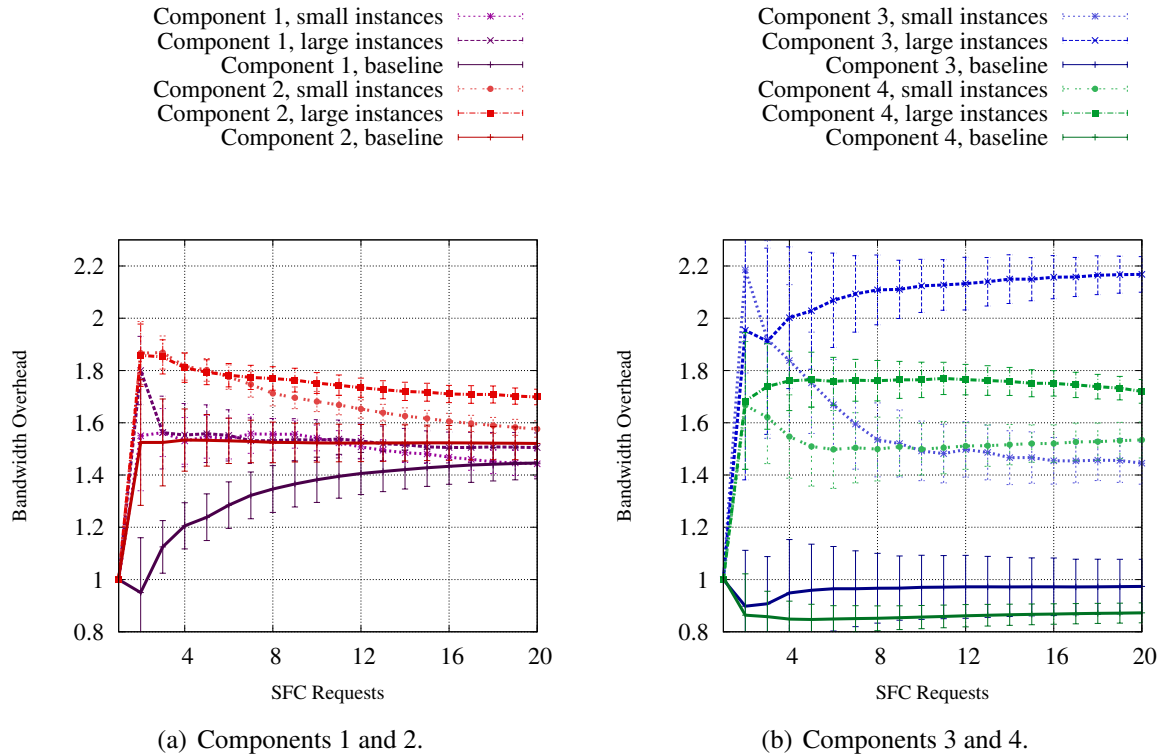 Component 1, small instances
Component 1, large instances
Component 1, baseline
Component 2, small instances
Component 2, large instances
Component 2, baseline
2.2
2
1.8
1.6
1.4
1.2
1
0.8
4
8
12
16
20
Bandwidth Overhead
SFC Requests
(a) Components 1 and 2.
Component 3, small instances
Component 3, large instances
Component 3, baseline
Component 4, small instances
Component 4, large instances
Component 4, baseline
2.2
2
1.8
1.6
1.4
1.2
1
0.8
4
8
12
16
20
Bandwidth Overhead
SFC Requests
(b) Components 3 and 4.